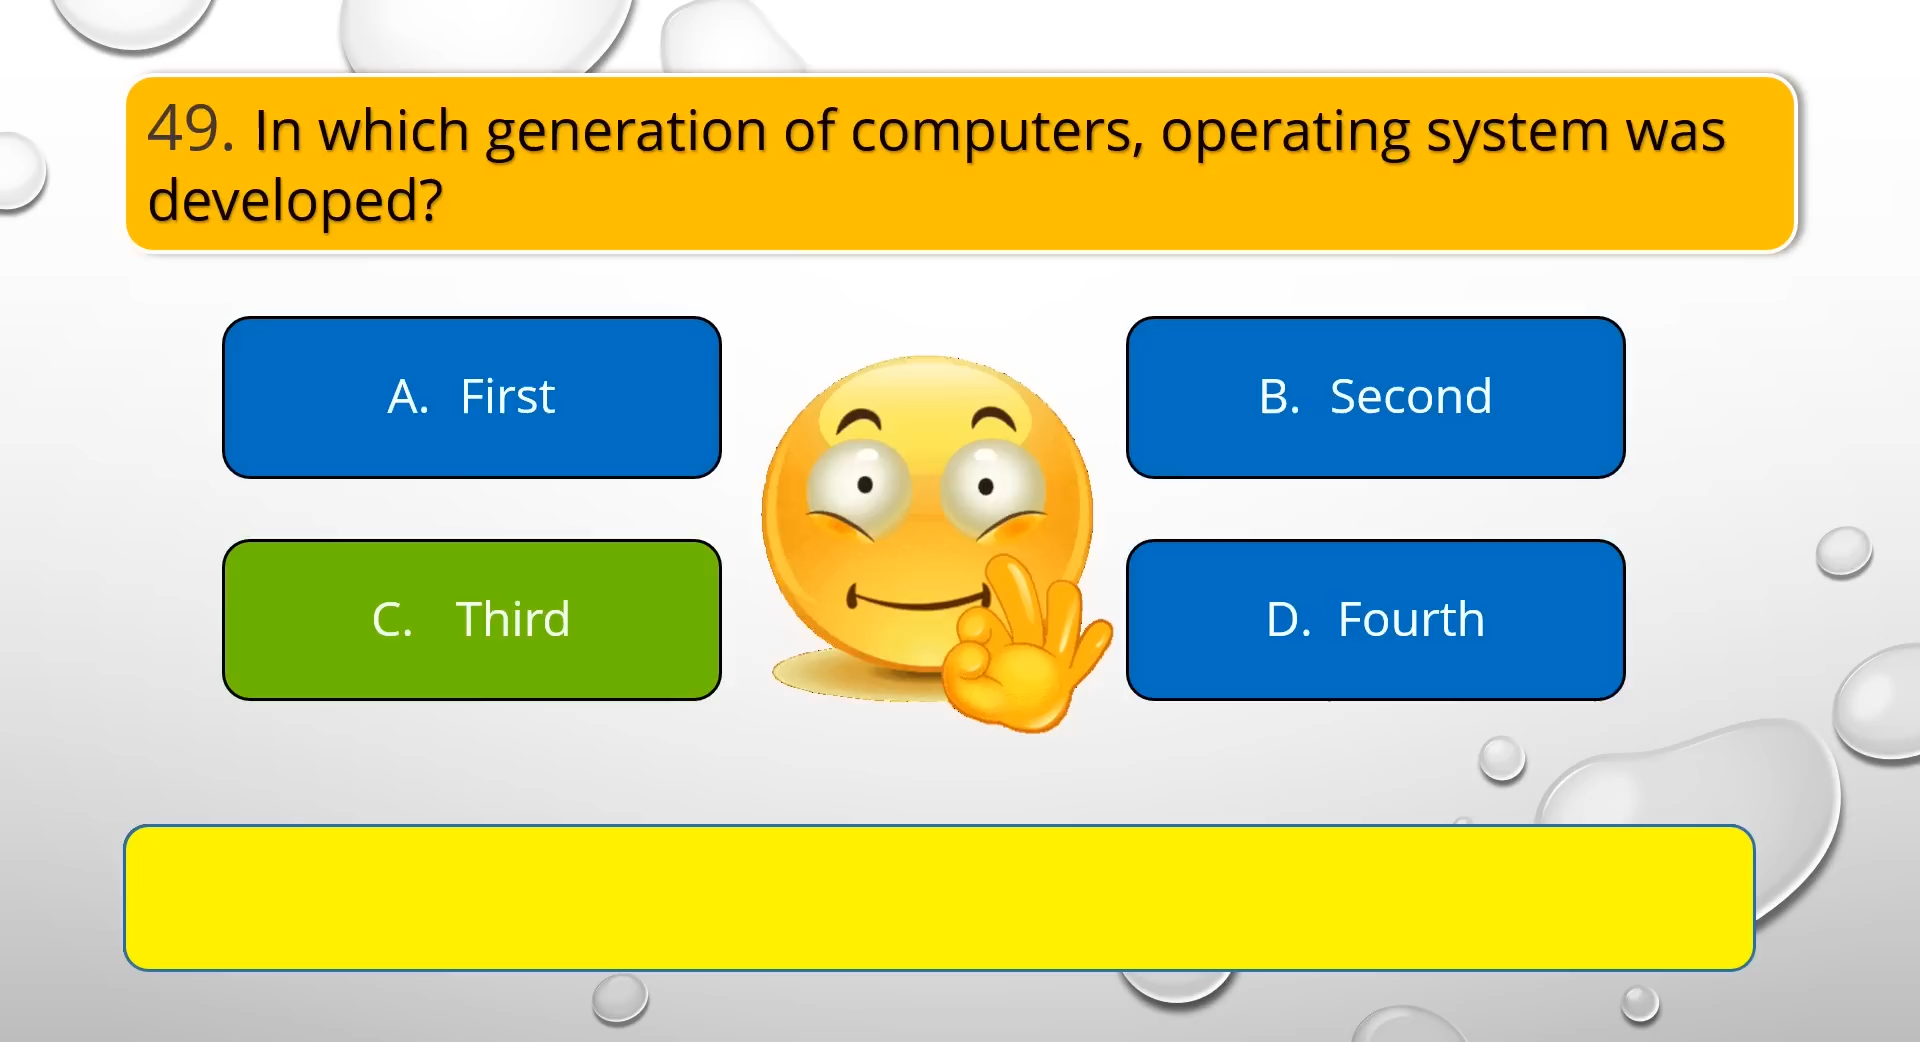 49. In which generation of computers, operating system was
developed?
A. First
B. Second
C. Third
D. Fourth